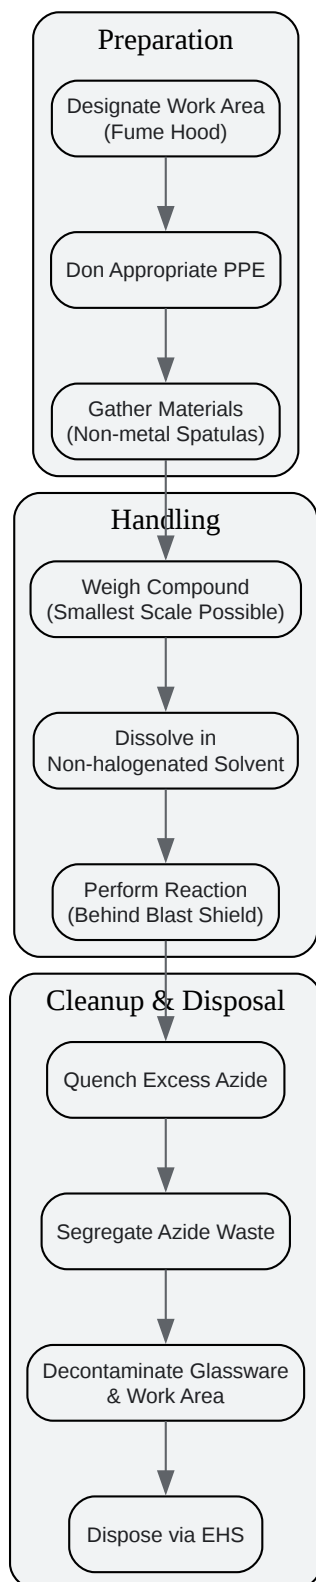 Preparation
Designate Work Area
(Fume Hood)
Don Appropriate PPE
Gather Materials
(Non-metal Spatulas)
Handling
Weigh Compound
(Smallest Scale Possible)
Dissolve in
Non-halogenated Solvent
Perform Reaction
(Behind Blast Shield)
Cleanup & Disposal
Quench Excess Azide
Segregate Azide Waste
Decontaminate Glassware
& Work Area
Dispose via EHS